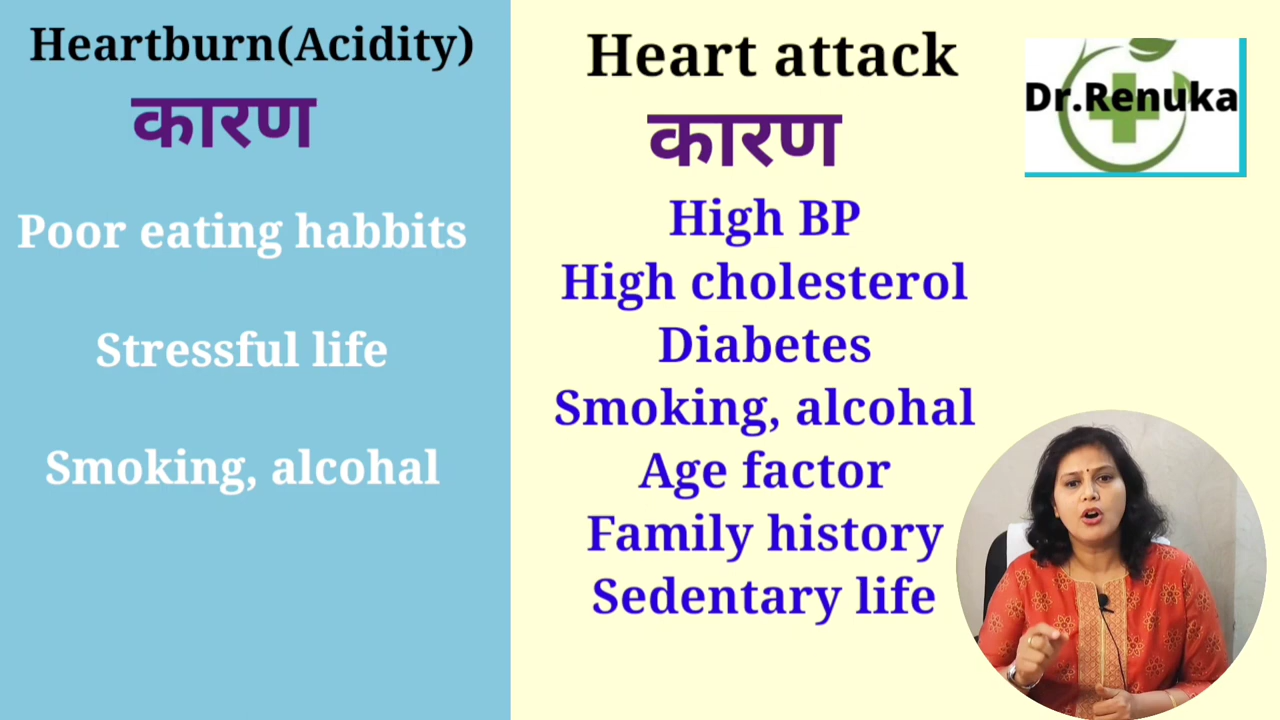 Heartburn(Acidity)
कारण
Poor eating habbits
Stressful life
Smoking, alcohal
Heart attack
कारण
High BP
High cholesterol
Diabetes
Smoking, alcohal
Age factor
Family history
Sedentary life
Dr.Renuka